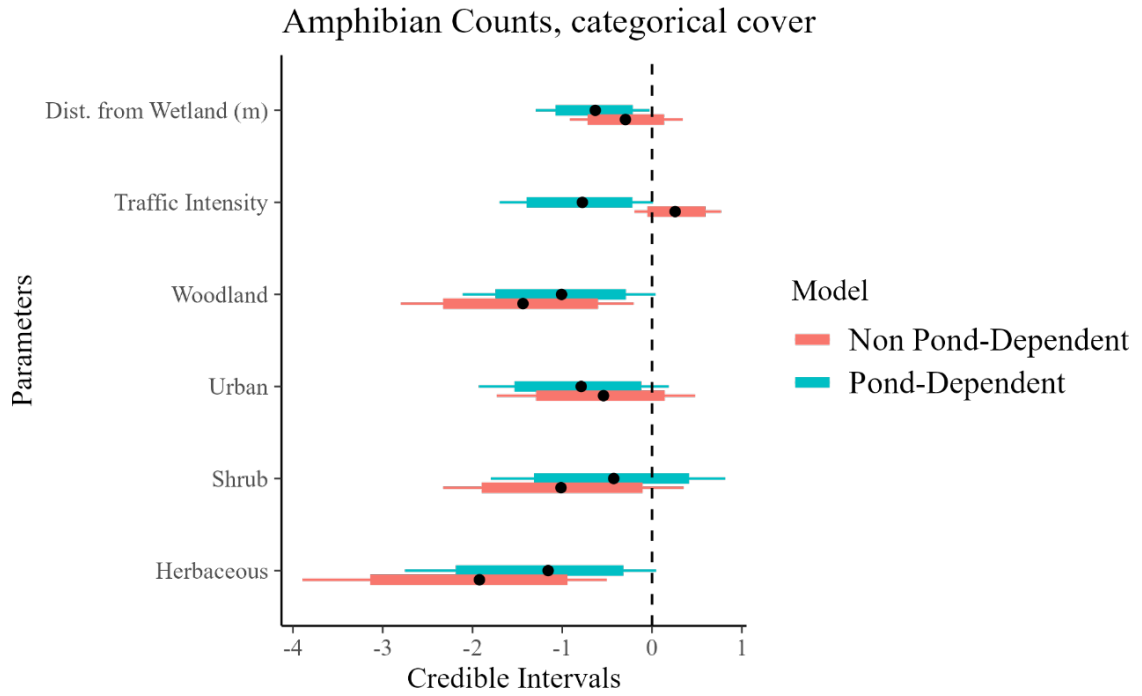 Amphibian Counts, categorical cover
Parameters
Dist. from Wetland (m)
Traffic Intensity
Woodland
Urban
Shrub
Herbaceous
-4 -3 -2 -1 0 1
Credible Intervals
Model
Non Pond-Dependent
Pond-Dependent